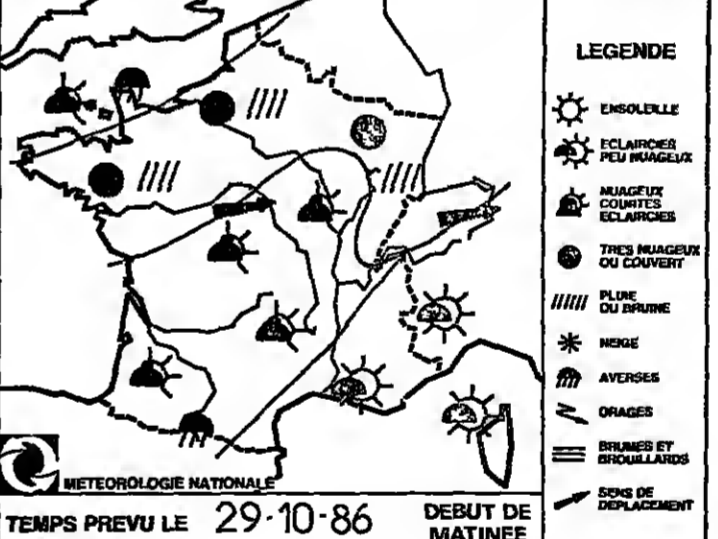 LEGENDE
ENSOLEILLE
ECLAIRCIES
PEU NUAGEUX
NUAGEUX
COURTES
ECLAIRCIES
TRES NUAGEUX
OU COUVERT
PLUIE
OU BRUINE
NEIGE
AVERSES
ORAGES
BRUMES ET
BROUILLARDS
SENS DE
DEPLACEMENT
METEOROLOGIE NATIONALE
TEMPS PREVU LE 29-10-86 DEBUT DE
MATINEE